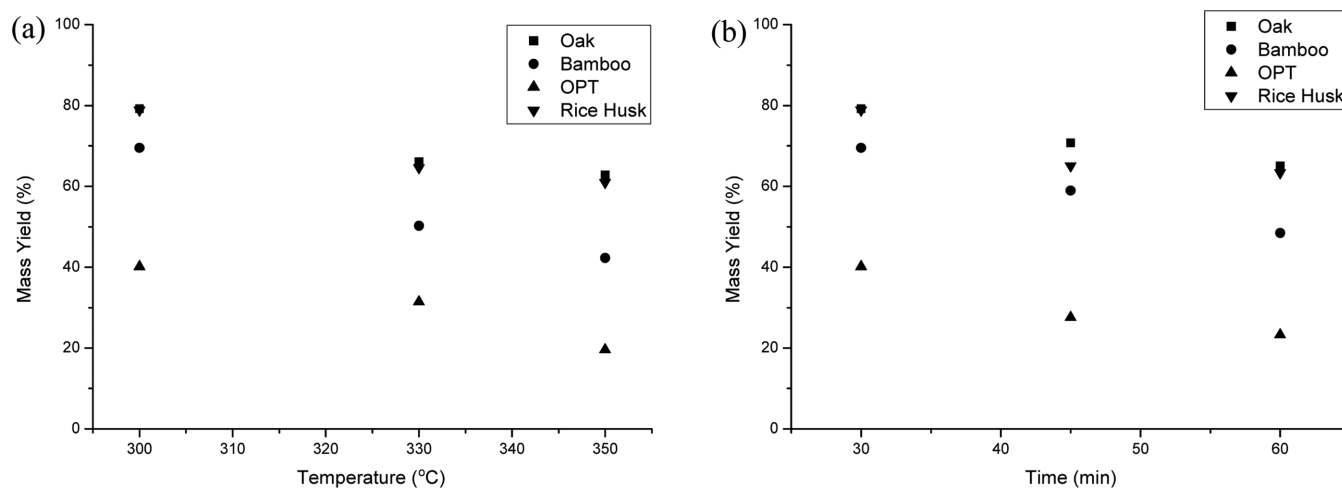 (a)
Oak
Bamboo
OPT
Rice Husk
100
80
60
40
20
0
Mass Yield (%)
300 310 320 330 340 350
Temperature (°C)
(b)
Oak
Bamboo
OPT
Rice Husk
100
80
60
40
20
0
Mass Yield (%)
30 40 50 60
Time (min)